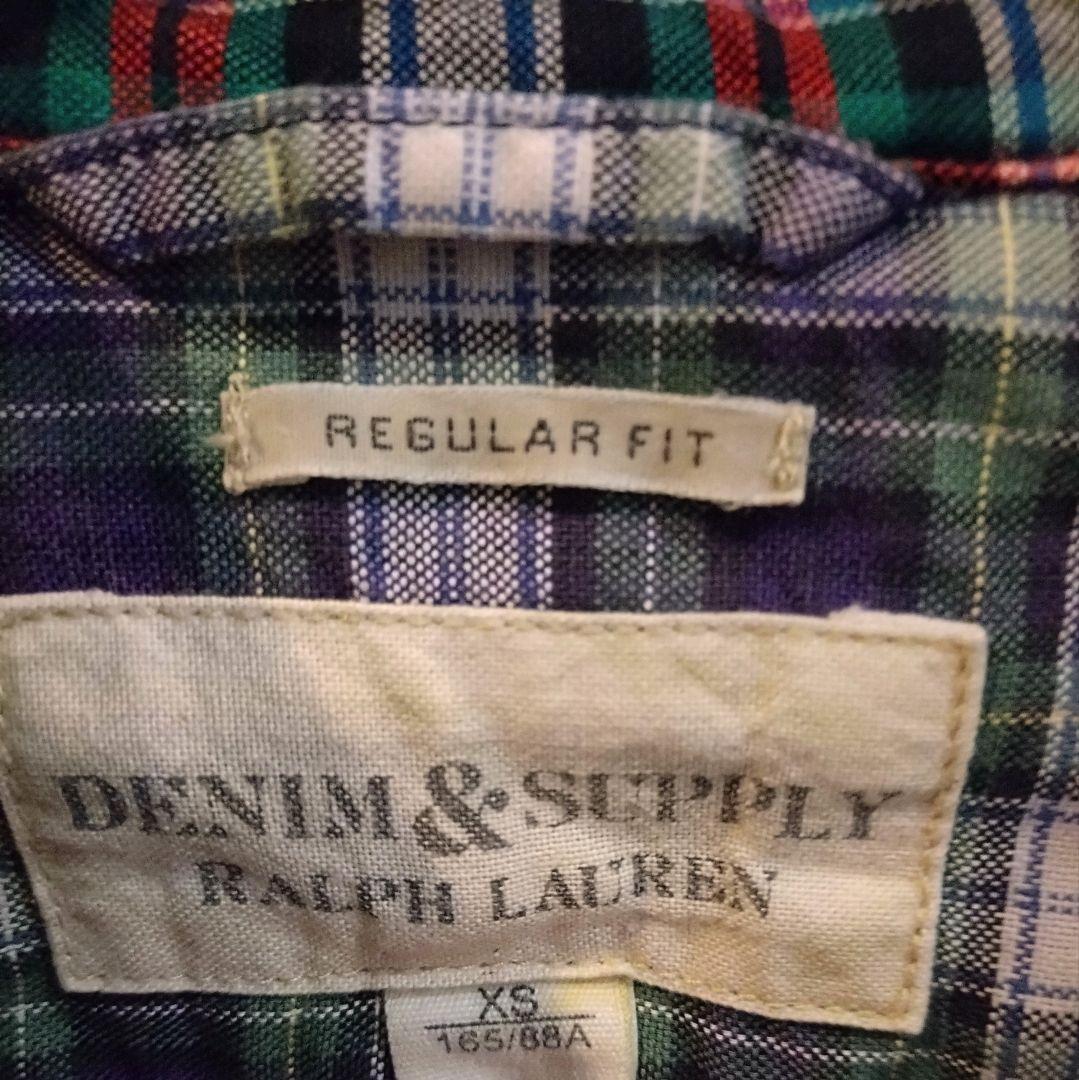 REGULAR FIT
DENIM & SUPPLY
RALPH LAUREN
XS
165/88A